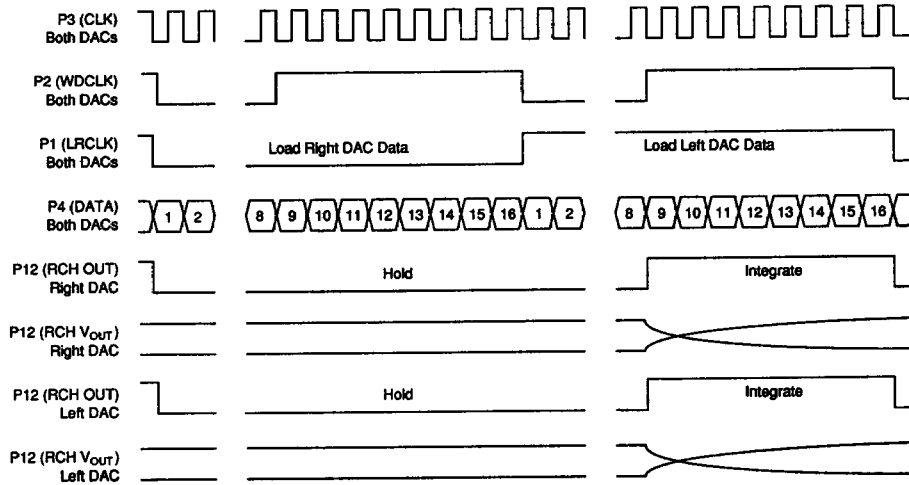 P3 (CLK)
Both DACs
P2 (WDCLK)
Both DACs
P1 (LRCLK)
Both DACs
Load Right DAC Data
Load Left DAC Data
P4 (DATA)
Both DACs
1 2 8 9 10 11 12 13 14 15 16 1 2 8 9 10 11 12 13 14 15 16
P12 (RCH OUT)
Right DAC
Hold
Integrate
P12 (RCH VOUT)
Right DAC
P12 (RCH OUT)
Left DAC
Hold
Integrate
P12 (RCH VOUT)
Left DAC